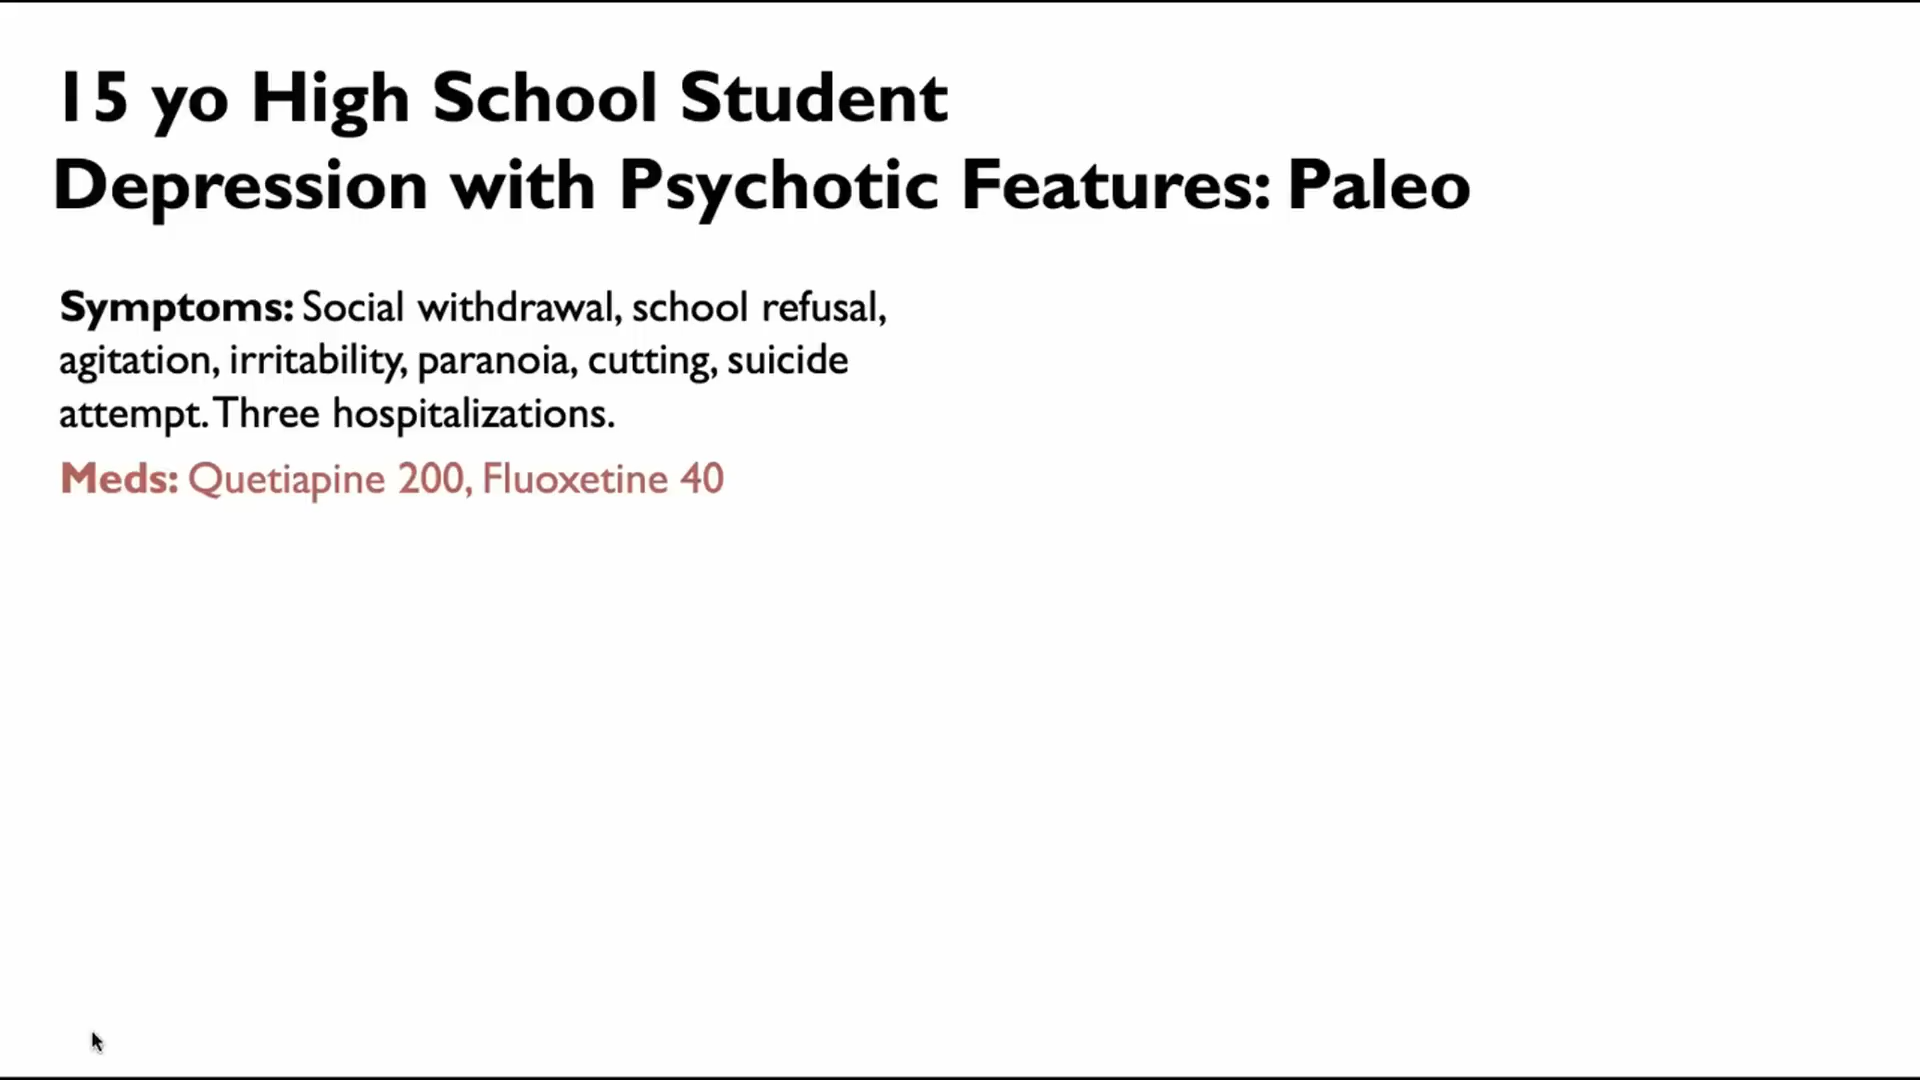 15 yo High School Student
Depression with Psychotic Features: Paleo
Symptoms: Social withdrawal, school refusal,
agitation, irritability, paranoia, cutting, suicide
attempt. Three hospitalizations.
Meds: Quetiapine 200, Fluoxetine 40